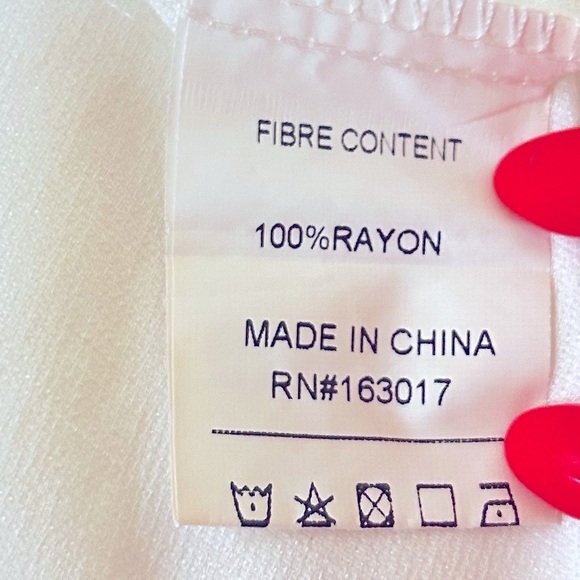 FIBRE CONTENT
100%RAYON
MADE IN CHINA
RN#163017